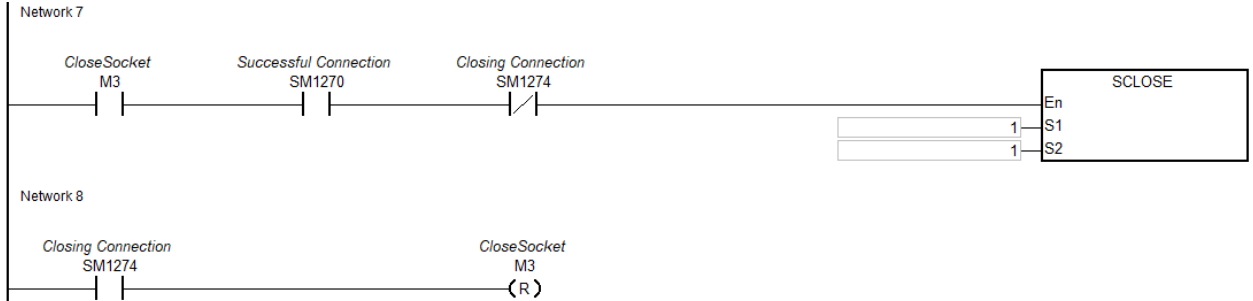 Network 7
CloseSocket Successful Connection Closing Connection
M3 SM1270 SM1274 SCLOSE
En
1 S1
1 S2
Network 8
Closing Connection CloseSocket
SM1274 M3
R